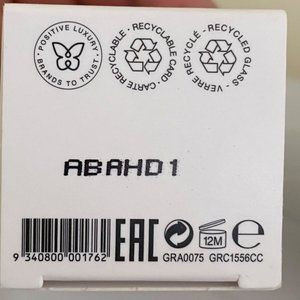 POSITIVE LUXURY • BRANDS TO TRUST •
RECYCLABLE CARD • CARTE RECYCLABLE •
RECYCLED GLASS • VERRE RECYCLÉ •
ABAHD1
EAC
12M
e
9 340800 001762
GRA0075 GRC1556CC